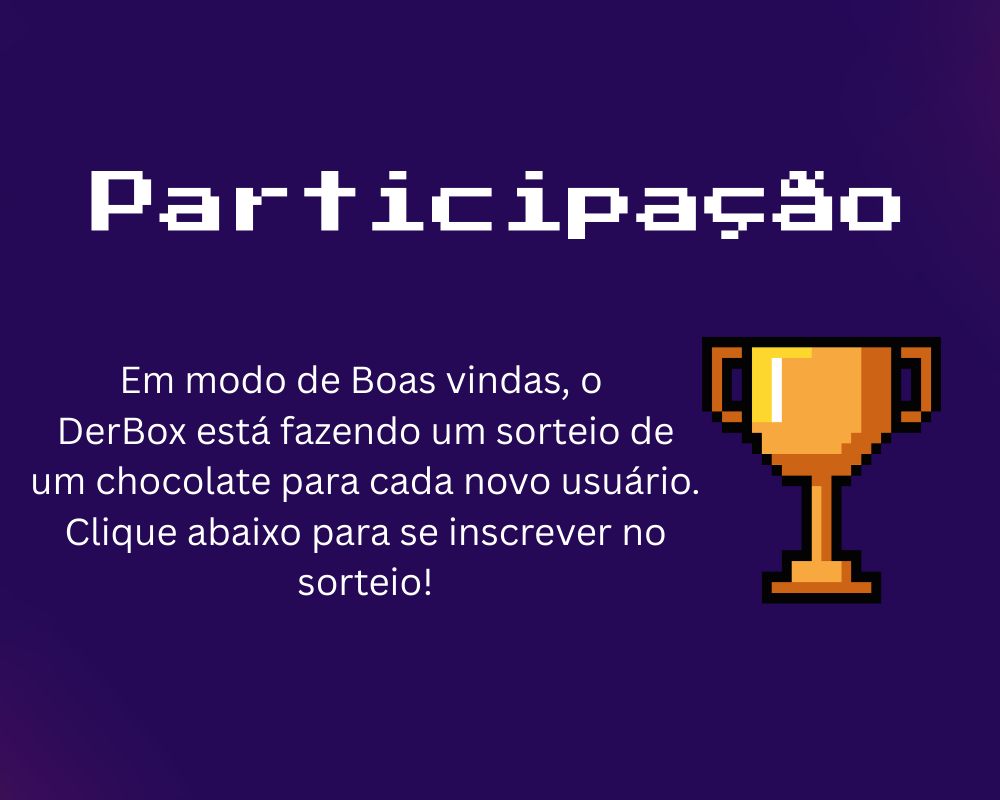 Participação
Em modo de Boas vindas, o
DerBox está fazendo um sorteio de
um chocolate para cada novo usuário.
Clique abaixo para se inscrever no
sorteio!